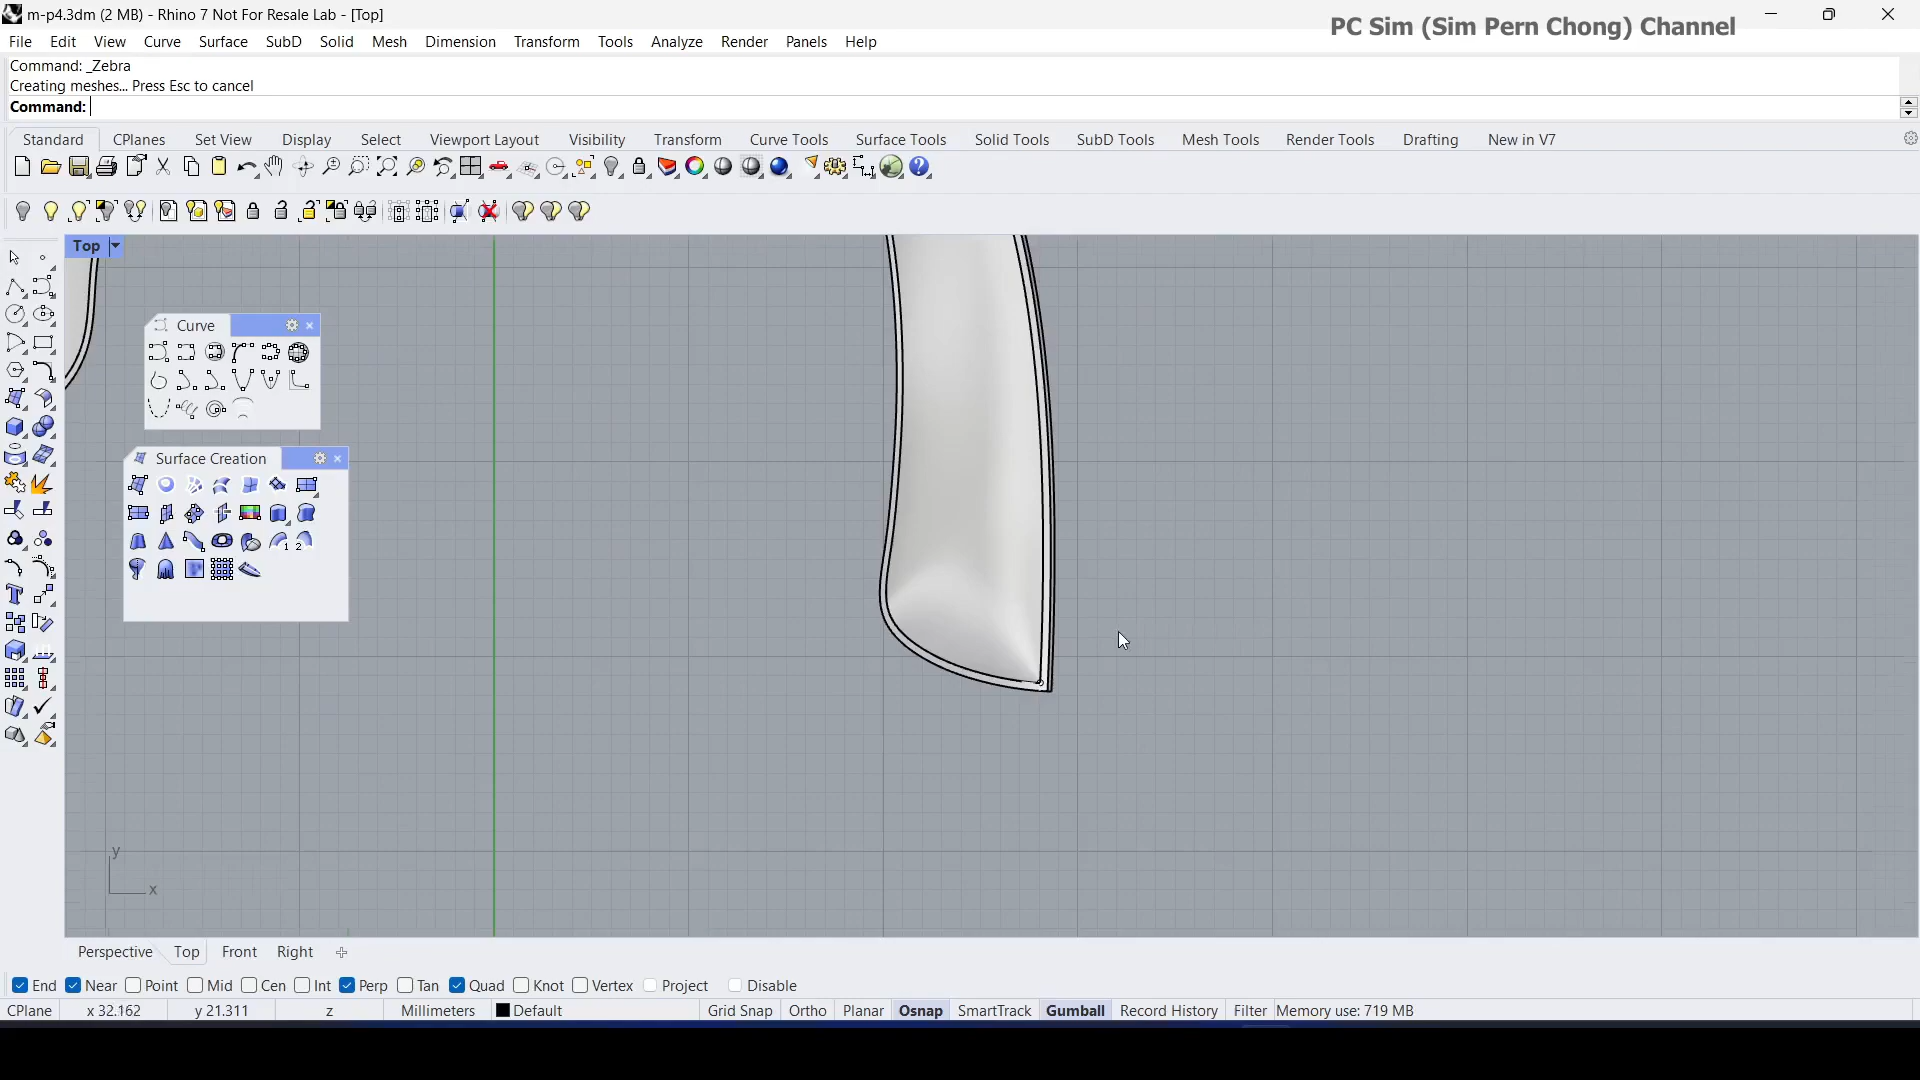 m-p4.3dm (2 MB) - Rhino 7 Not For Resale Lab - [Top]
PC Sim (Sim Pern Chong) Channel
File Edit View Curve Surface SubD Solid Mesh Dimension Transform Tools Analyze Render Panels Help
Command: _Zebra
Creating meshes... Press Esc to cancel
Command:
Standard CPlanes Set View Display Select Viewport Layout Visibility Transform Curve Tools Surface Tools Solid Tools SubD Tools Mesh Tools Render Tools Drafting New in V7
Top
Curve
Surface Creation
1 2
y
x
Perspective Top Front Right
End Near Point Mid Cen Int Perp Tan Quad Knot Vertex Project Disable
CPlane x 32.162 y 21.311 z Millimeters Default Grid Snap Ortho Planar Osnap SmartTrack Gumball Record History Filter Memory use: 719 MB